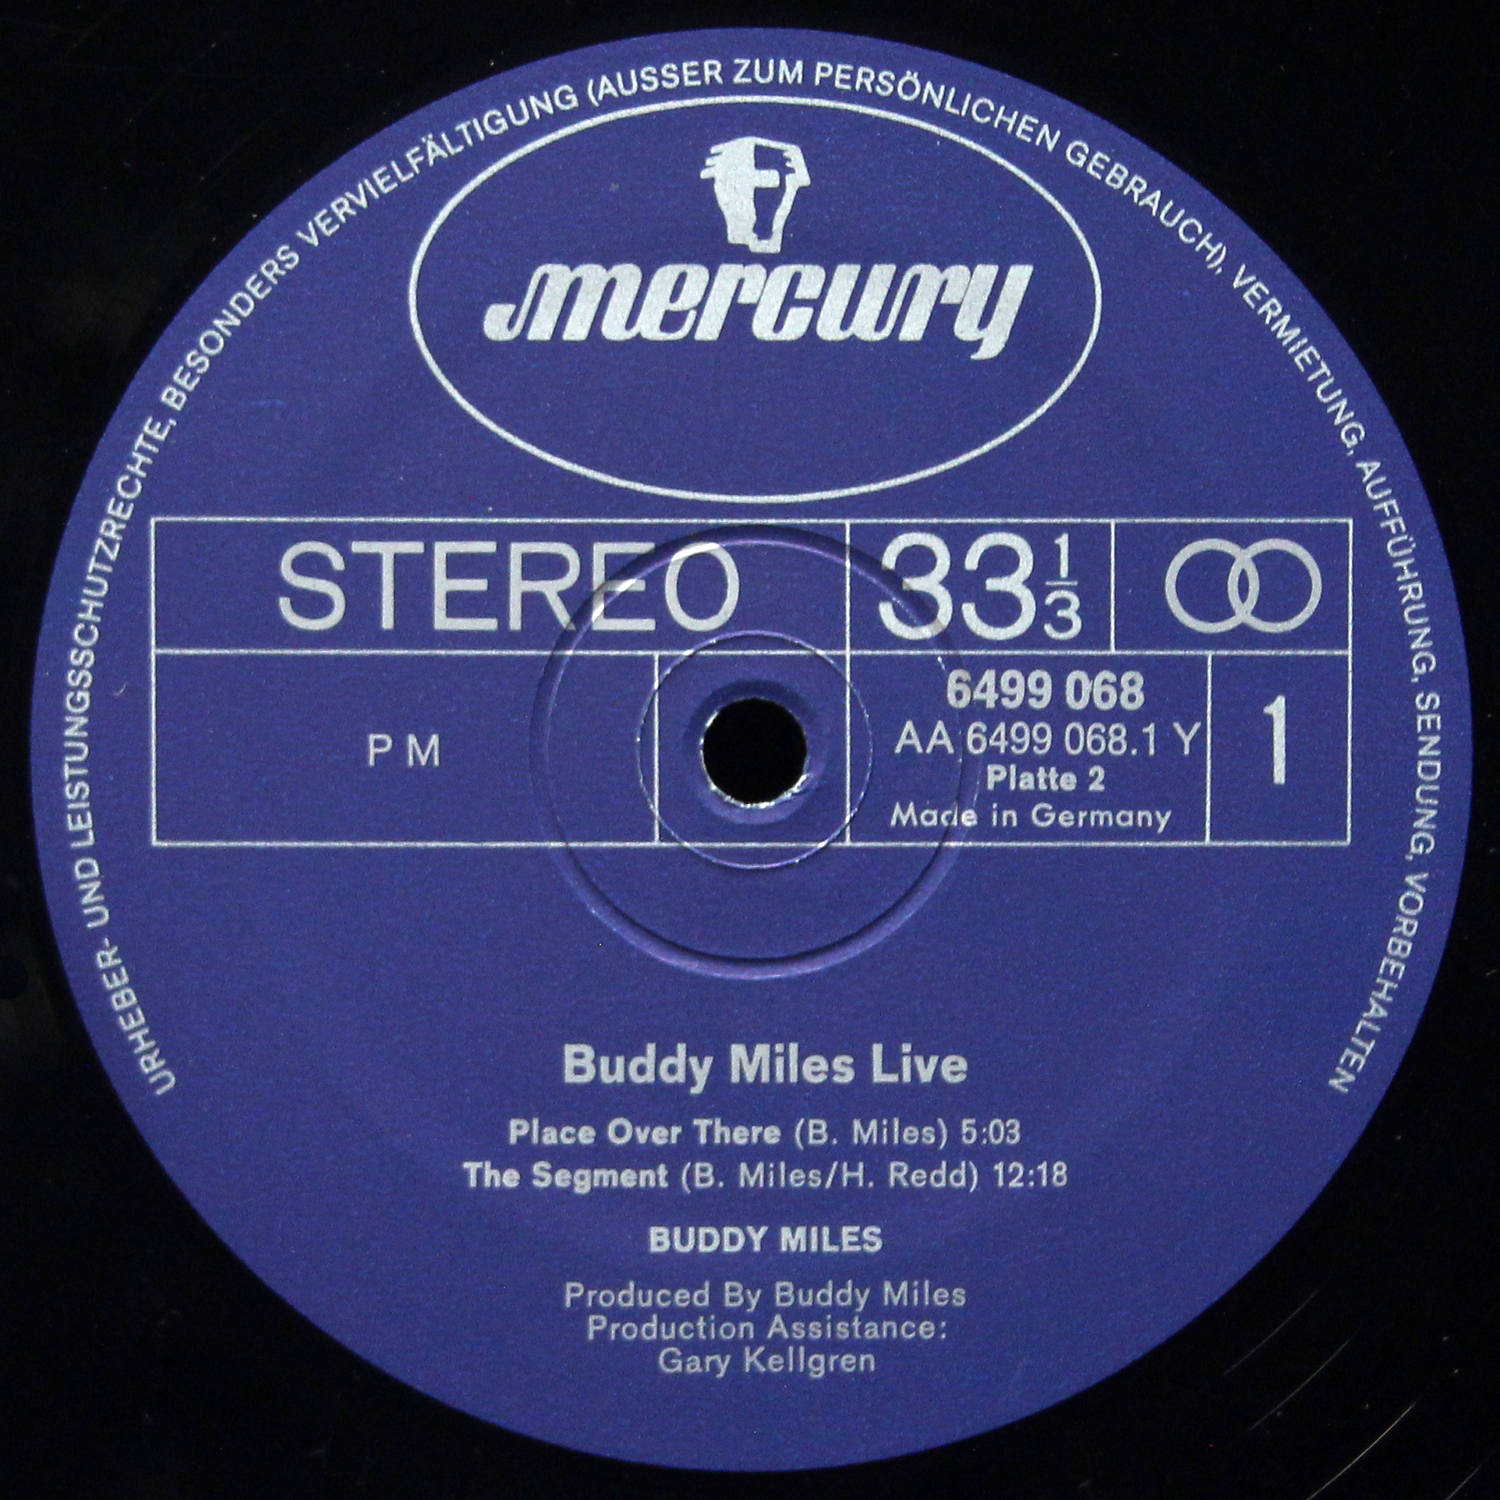 URHEBER- UND LEISTUNGSSCHUTZRECHTE, BESONDERS VERVIELFÄLTIGUNG (AUSSER ZUM PERSÖNLICHEN GEBRAUCH), VERMIETUNG, AUFFÜHRUNG, SENDUNG, VORBEHALTEN
mercury
STEREO 33 1/3
PM
6499 068
AA 6499 068.1 Y
Platte 2
Made in Germany
1
Buddy Miles Live
Place Over There (B. Miles) 5:03
The Segment (B. Miles/H. Redd) 12:18
BUDDY MILES
Produced By Buddy Miles
Production Assistance:
Gary Kellgren